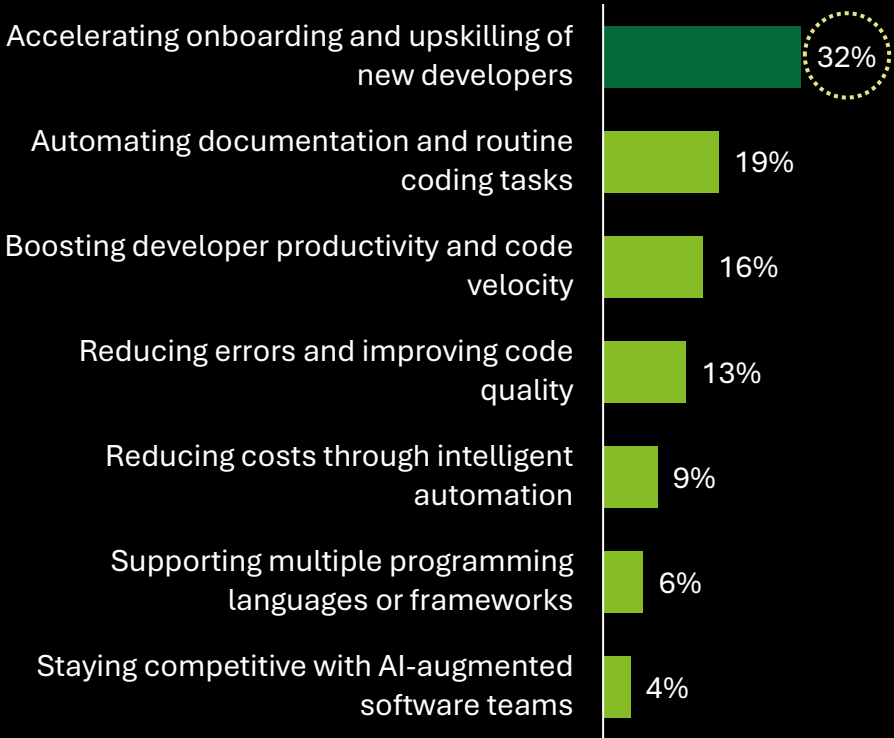 Accelerating onboarding and upskilling of
new developers
32%
Automating documentation and routine
coding tasks
19%
Boosting developer productivity and code
velocity
16%
Reducing errors and improving code
quality
13%
Reducing costs through intelligent
automation
9%
Supporting multiple programming
languages or frameworks
6%
Staying competitive with AI-augmented
software teams
4%